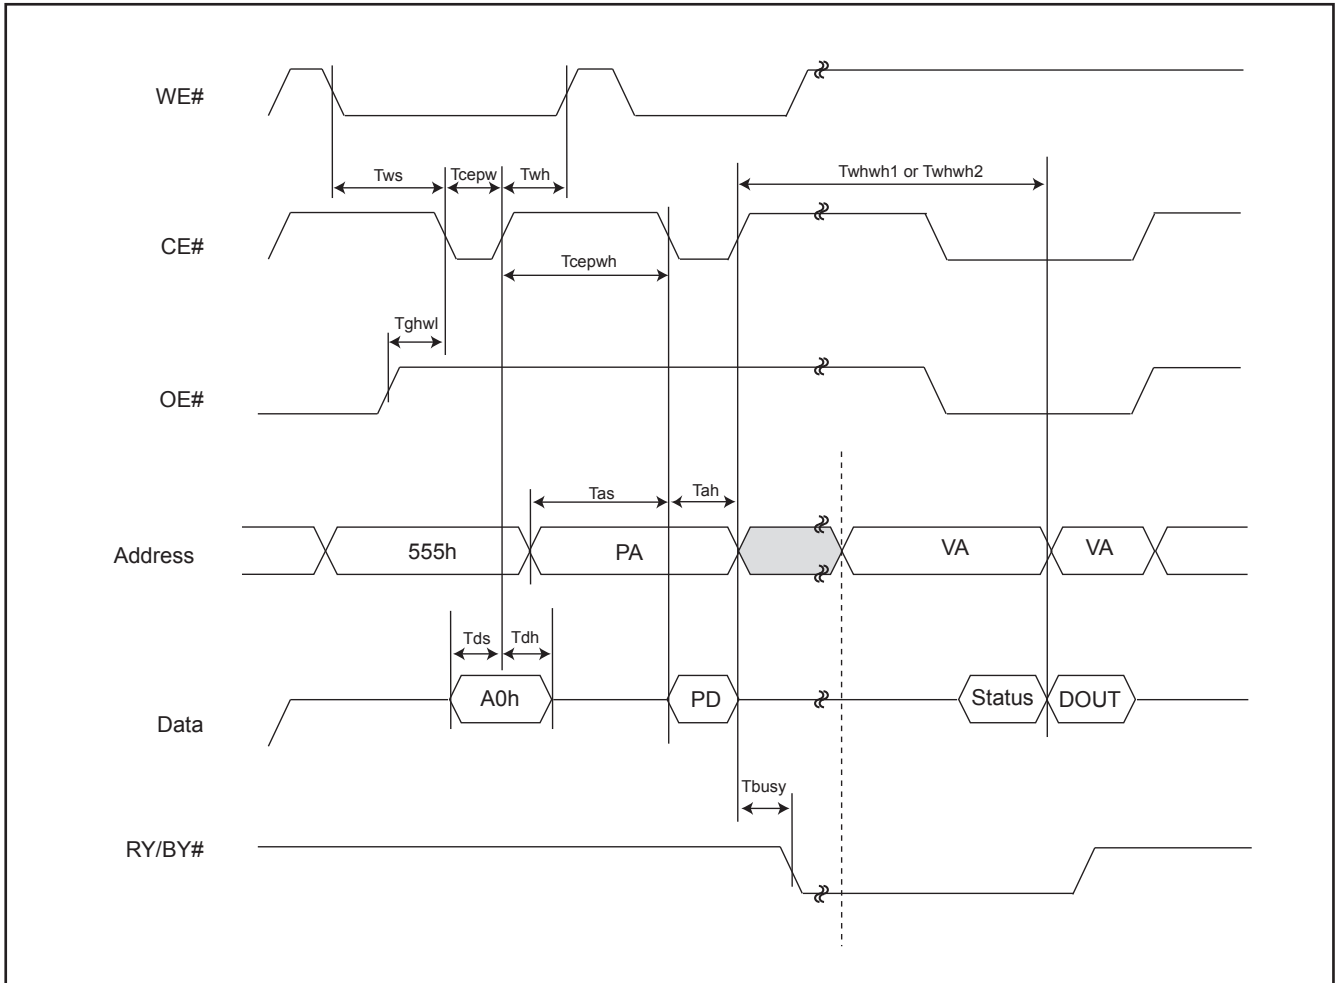 WE#
Tws Tcepw Twh Twhwh1 or Twhwh2
CE#
Tcepwh
Tghwl
OE#
Tas Tah
Address 555h PA VA VA
Tds Tdh
Data A0h PD Status DOUT
Tbusy
RY/BY#